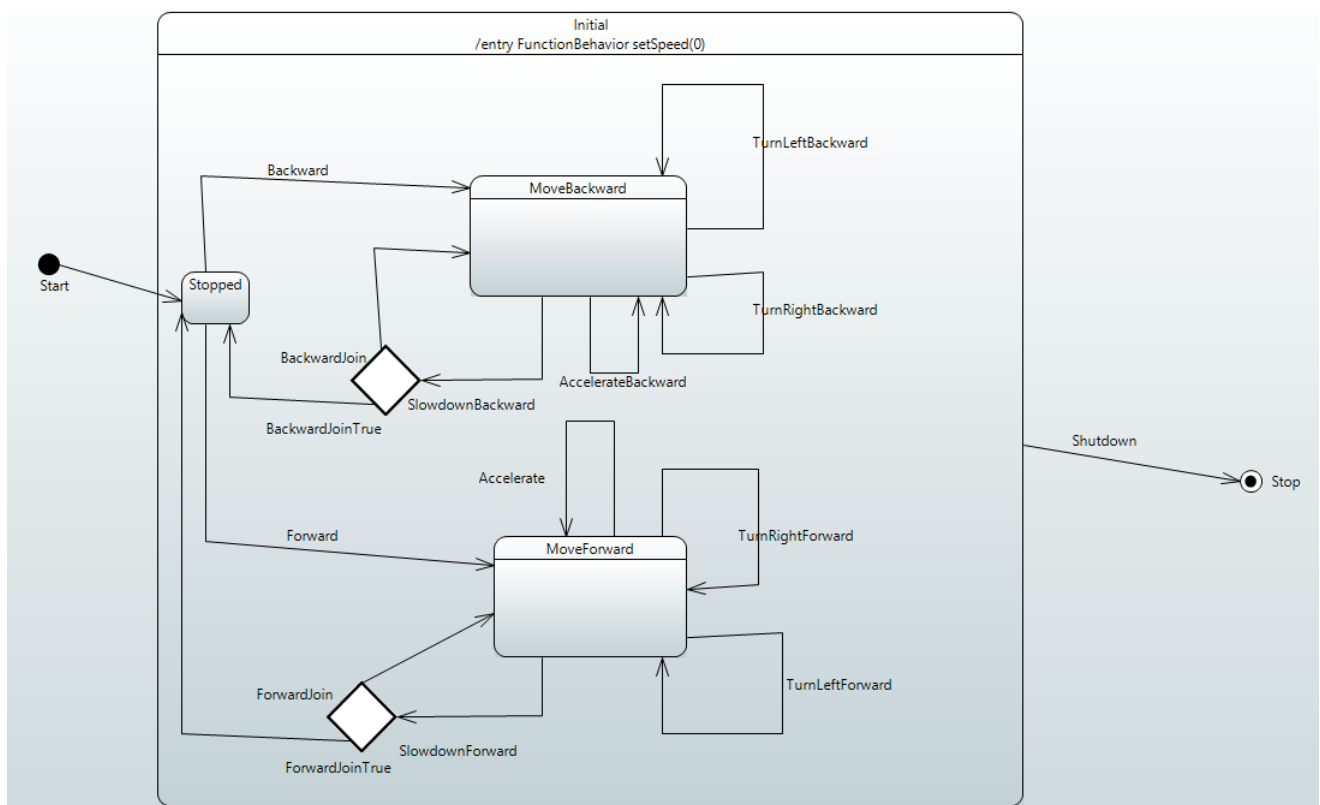 Initial
/entry FunctionBehavior setSpeed(0)
TurnLeftBackward
Backward
MoveBackward
Start
Stopped
TurnRightBackward
BackwardJoin
AccelerateBackward
SlowdownBackward
BackwardJoinTrue
Shutdown
Accelerate
Stop
Forward
TurnRightForward
MoveForward
TurnLeftForward
ForwardJoin
SlowdownForward
ForwardJoinTrue